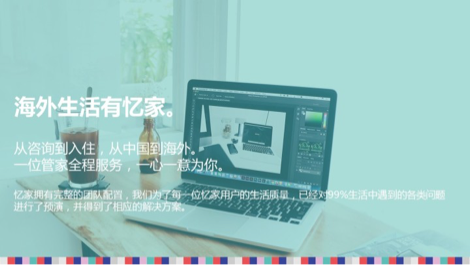 海外生活有忆家。
从咨询到入住，从中国到海外。
一位管家全程服务，一心一意为你。
忆家拥有完整的团队配置，我们为了每一位忆家用户的生活质量，已经对99%生活中遇到的各类问题
进行了预演，并得到了相应的解决方案。